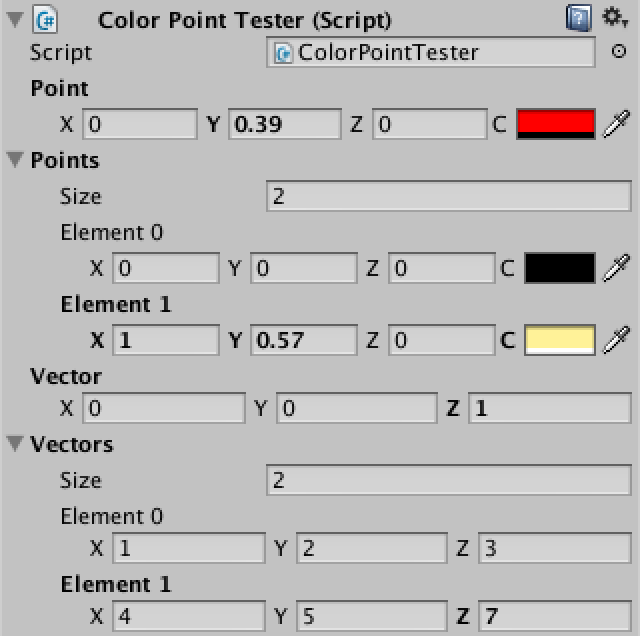 Color Point Tester (Script)
Script ColorPointTester
Point
X 0 Y 0.39 Z 0 C
Points
Size 2
Element 0
X 0 Y 0 Z 0 C
Element 1
X 1 Y 0.57 Z 0 C
Vector
X 0 Y 0 Z 1
Vectors
Size 2
Element 0
X 1 Y 2 Z 3
Element 1
X 4 Y 5 Z 7